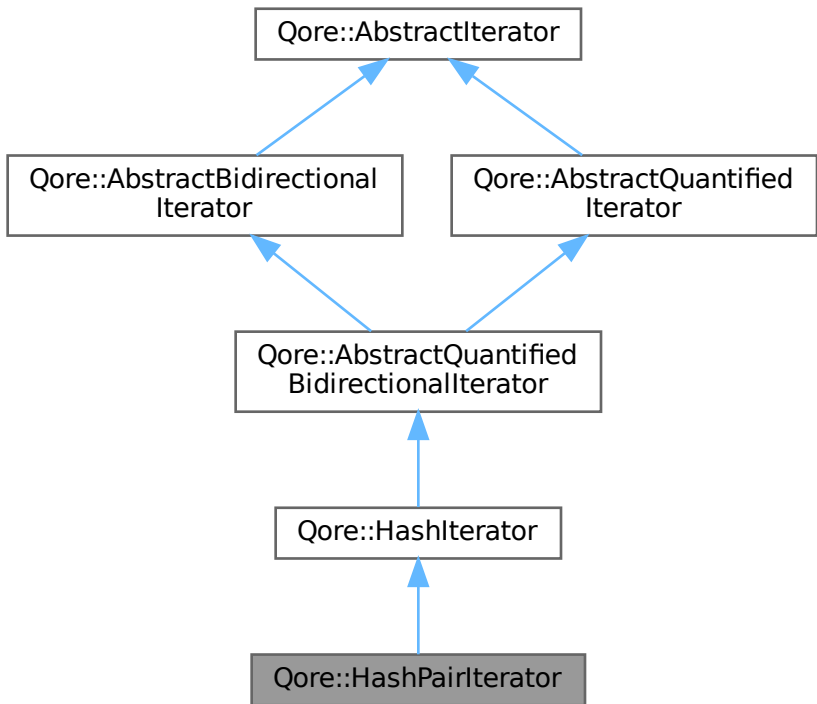 Qore::AbstractIterator
Qore::AbstractBidirectional
Iterator
Qore::AbstractQuantified
Iterator
Qore::AbstractQuantified
BidirectionalIterator
Qore::HashIterator
Qore::HashPairIterator